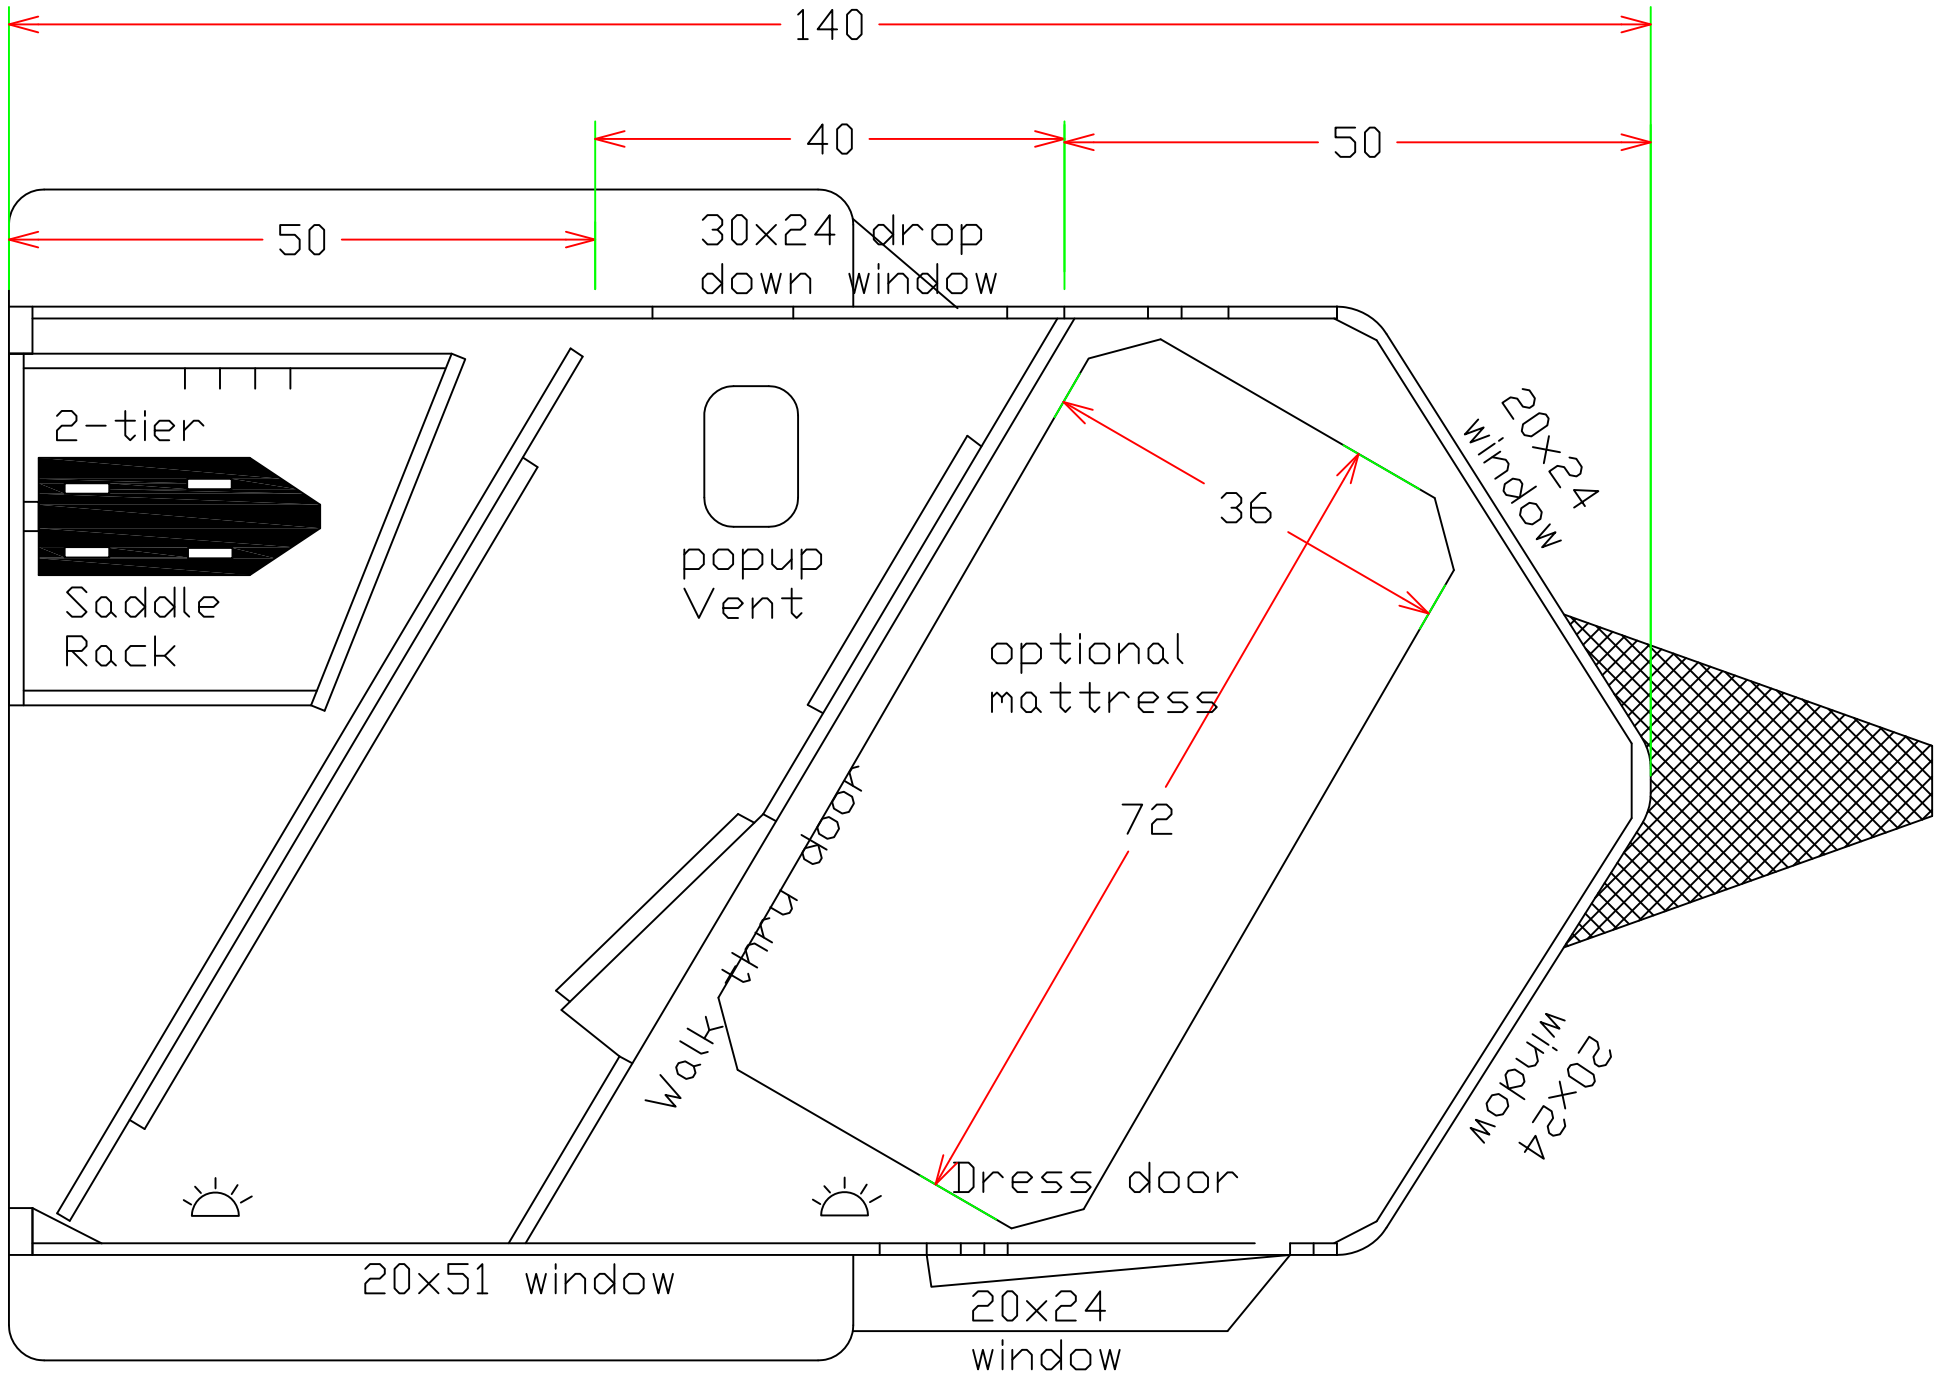 140
40
50
50
30x24 drop
down window
20x24
window
2-tier
36
popup
Vent
Saddle
Rack
optional
mattress
72
Walk thru door
20x24
window
Dress door
20x51 window
20x24
window